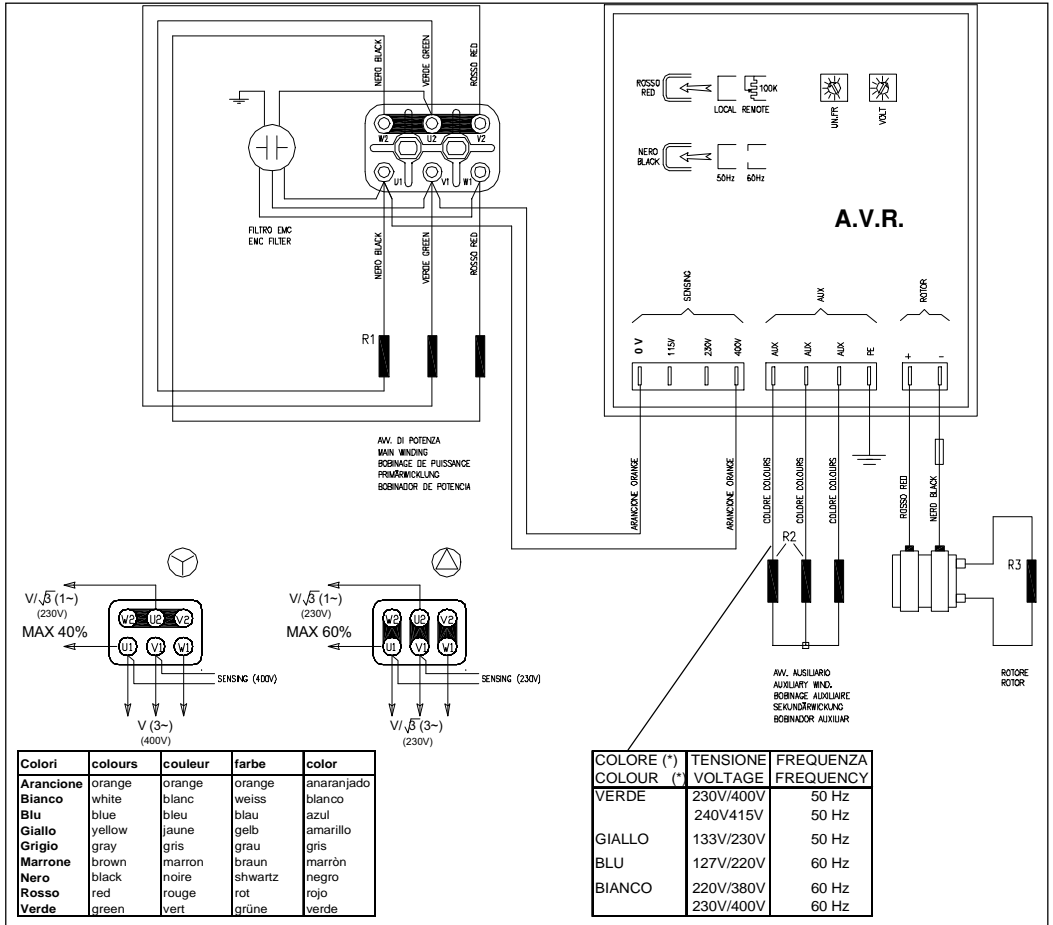 NERO BLACK
VERDE GREEN
ROSSO RED
W2 U2 V2
U1 V1 W1
FILTRO EMC
EMC FILTER
NERO BLACK
VERDE GREEN
ROSSO RED
R1
AVV. DI POTENZA
MAIN WINDING
BOBINAGE DE PUISSANCE
PRIMÄRWICKLUNG
BOBINADOR DE POTENCIA
ROSSO
RED
100K
LOCAL REMOTE
UN.FR
VOLT
NERO
BLACK
50Hz 60Hz
A.V.R.
SENSING
AUX
ROTOR
0 V
115V
230V
400V
AUX
AUX
AUX
PE
+ -
ARANCIONE ORANGE
ARANCIONE ORANGE
COLORE COLOURS
COLORE COLOURS
COLORE COLOURS
ROSSO RED
NERO BLACK
R2
R3
AVV. AUSILIARIO
AUXILIARY WIND.
BOBINAGE AUXILIAIRE
SEKUNDÄRWICKUNG
BOBINADOR AUXILIAR
ROTORE
ROTOR
V/√3 (1~)
(230V)
MAX 40%
W2 U2 V2
U1 V1 W1
SENSING (400V)
V (3~)
(400V)
V/√3 (1~)
(230V)
MAX 60%
W2 U2 V2
U1 V1 W1
SENSING (230V)
V/√3 (3~)
(230V)
Colori colours couleur farbe color
Arancione orange orange orange anaranjado
Bianco white blanc weiss blanco
Blu blue bleu blau azul
Giallo yellow jaune gelb amarillo
Grigio gray gris grau gris
Marrone brown marron braun marròn
Nero black noire shwartz negro
Rosso red rouge rot rojo
Verde green vert grüne verde
COLORE (*) TENSIONE FREQUENZA
COLOUR (*) VOLTAGE FREQUENCY
VERDE 230V/400V 50 Hz
240V415V 50 Hz
GIALLO 133V/230V 50 Hz
BLU 127V/220V 60 Hz
BIANCO 220V/380V 60 Hz
230V/400V 60 Hz